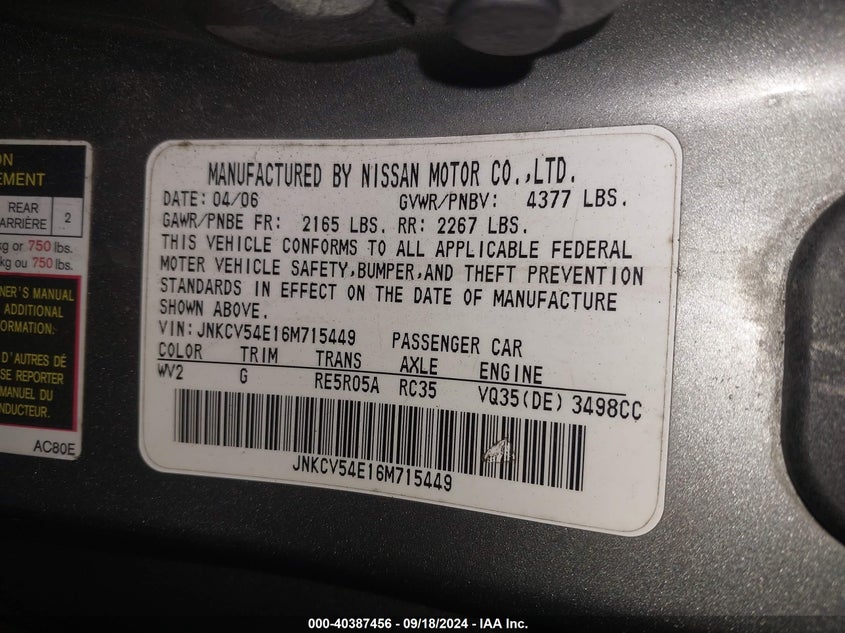 ON
EMENT
REAR
ARRIÈRE
2
kg or 750 lbs.
kg ou 750 lbs.
NER'S MANUAL
ADDITIONAL
ORMATION:
D'AUTRES DÉ
SE REPORTER
MANUEL DU
NDUCTEUR.
AC80E
MANUFACTURED BY NISSAN MOTOR CO.,LTD.
DATE: 04/06 GVWR/PNBV: 4377 LBS.
GAWR/PNBE FR: 2165 LBS. RR: 2267 LBS.
THIS VEHICLE CONFORMS TO ALL APPLICABLE FEDERAL
MOTER VEHICLE SAFETY,BUMPER,AND THEFT PREVENTION
STANDARDS IN EFFECT ON THE DATE OF MANUFACTURE
SHOWN ABOVE.
VIN:JNKCV54E16M715449 PASSENGER CAR
COLOR TRIM TRANS AXLE ENGINE
WV2 G RE5R05A RC35 VQ35(DE) 3498CC
JNKCV54E16M715449
000-40387456 - 09/18/2024 - IAA Inc.